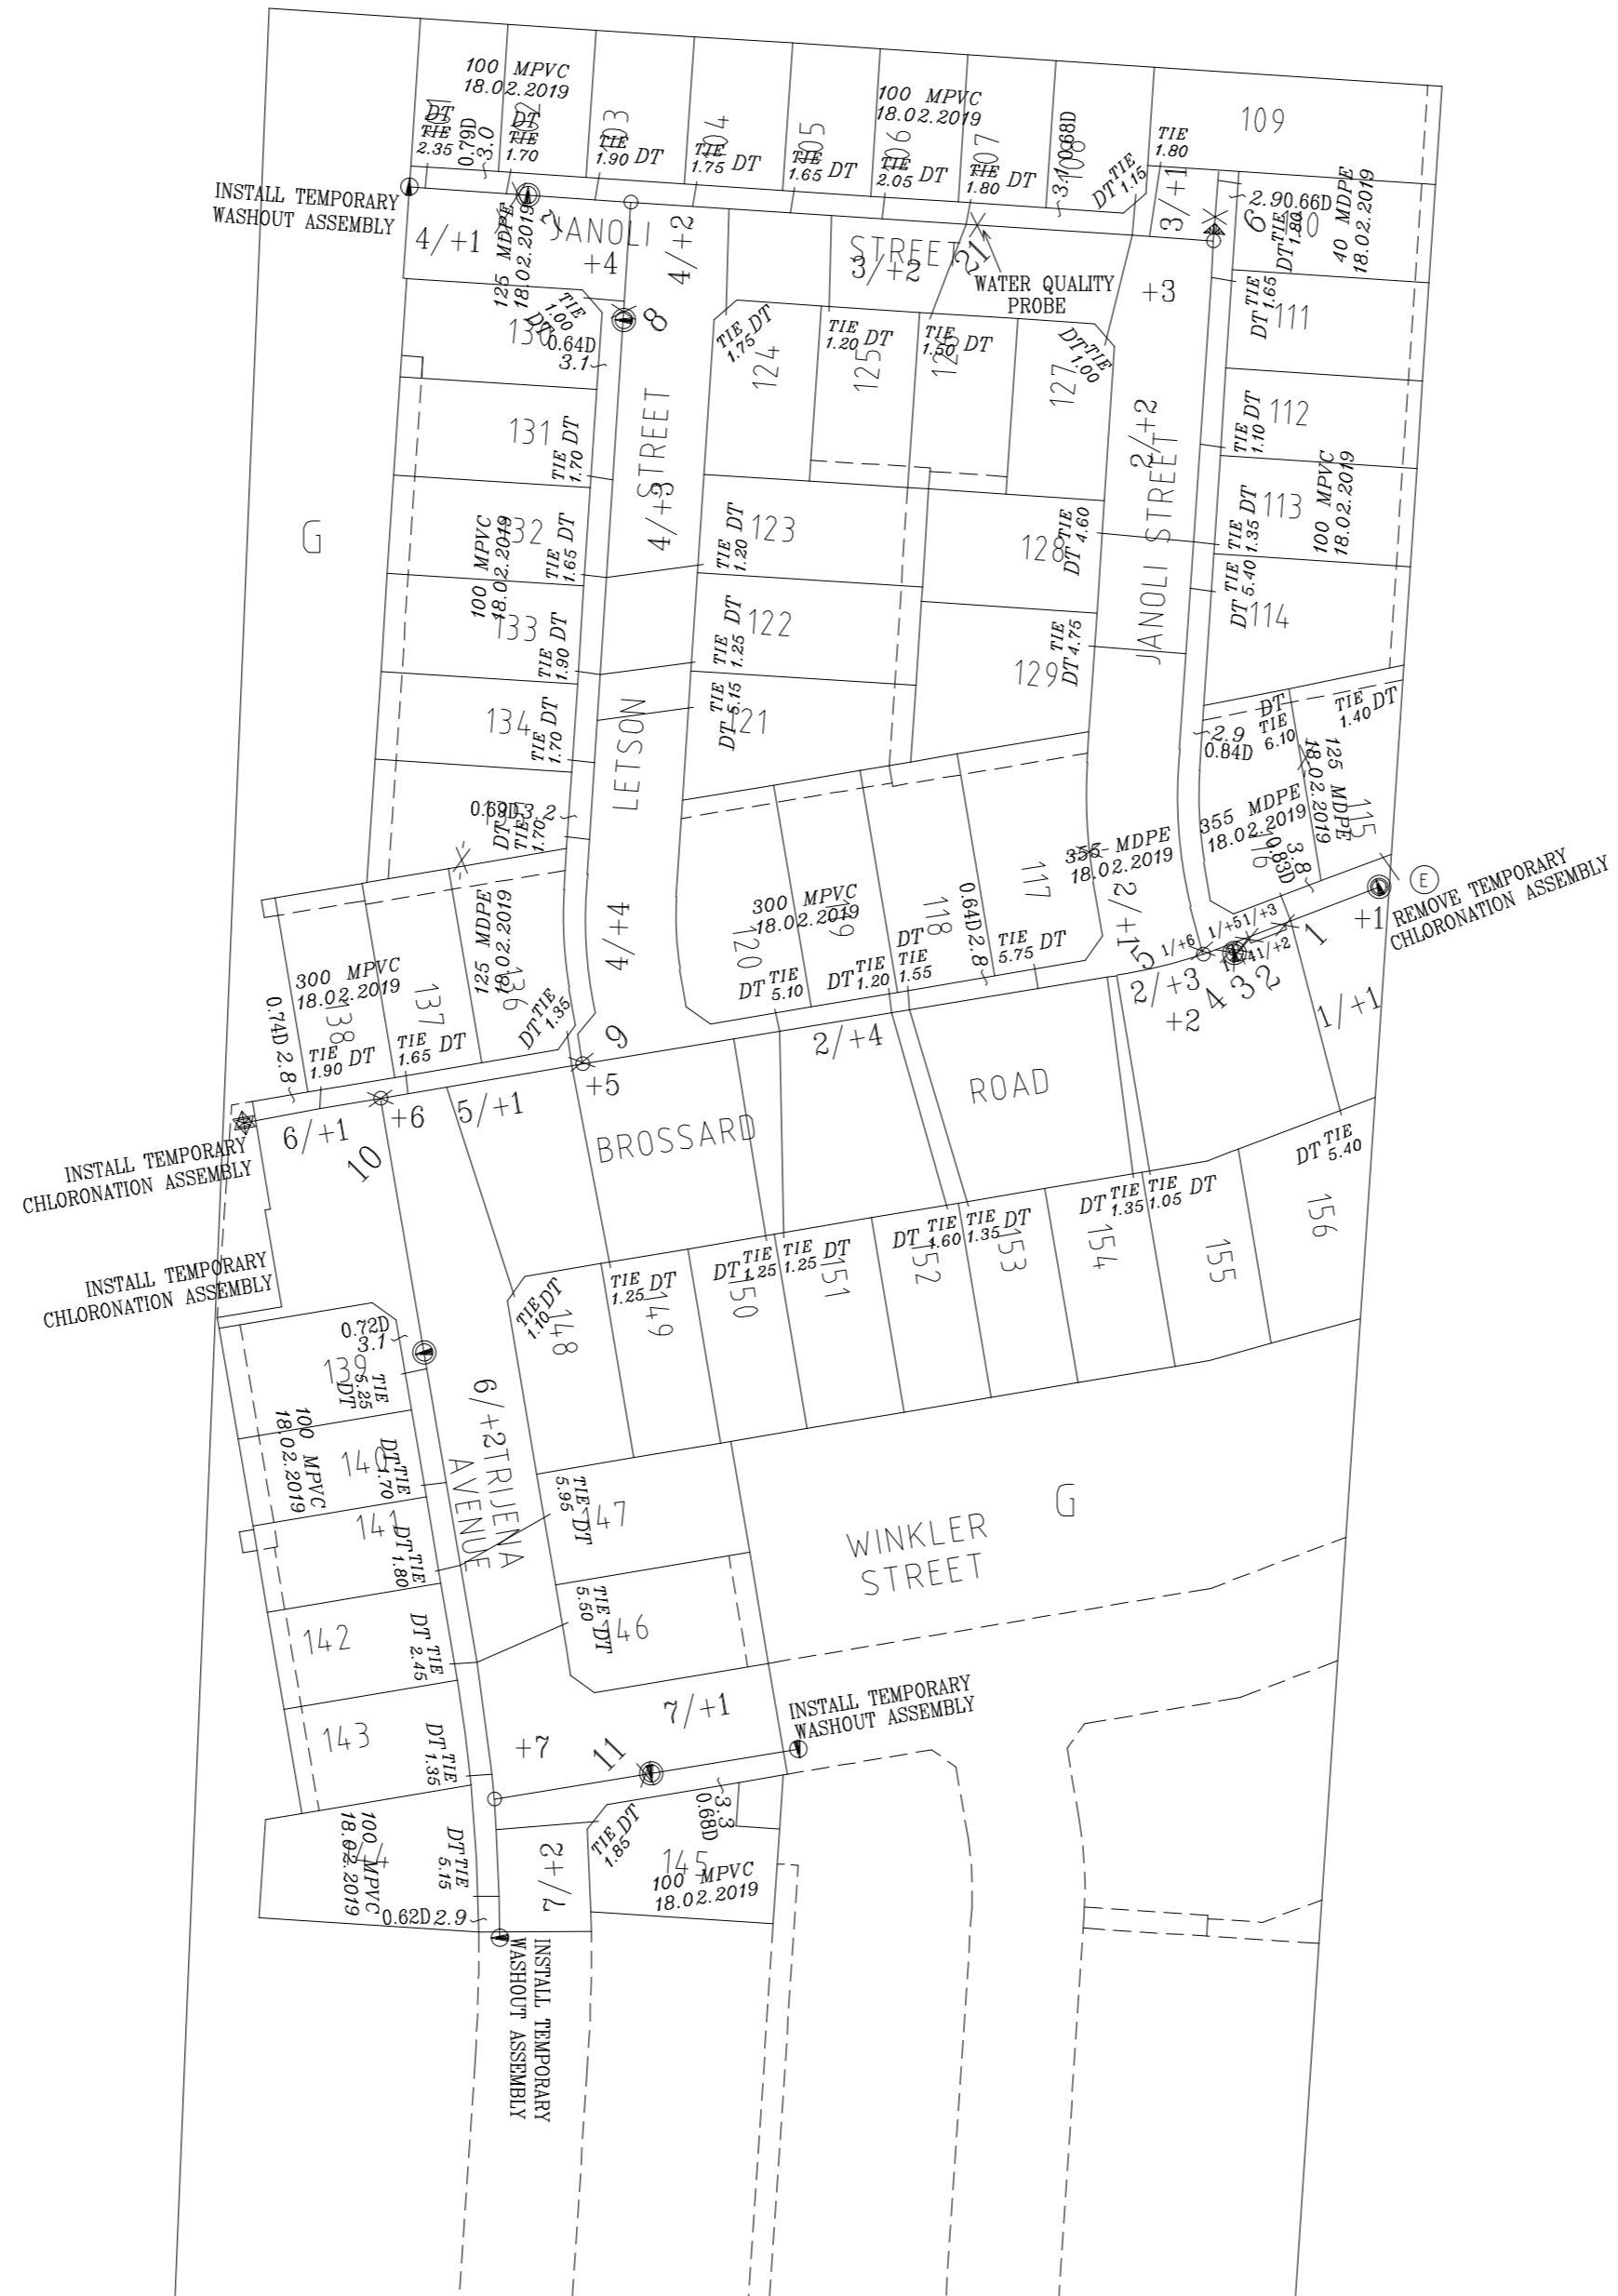 100 MPVC
18.02.2019
DT
TIE
2.35
0.79D
3.0
DT
TIE
1.70
103
TIE DT
1.90
104
TIE DT
1.75
105
TIE DT
1.65
100 MPVC
18.02.2019
106
TIE DT
2.05
107
TIE DT
1.80
108
0.68D
3.1
DT TIE
1.15
TIE
1.80
109
INSTALL TEMPORARY
WASHOUT ASSEMBLY
4/+1
125 MDPE
18.02.2019
JANOLI
STREET
+4
4/+2
3/+2
21
WATER QUALITY
PROBE
+3
3/+1
6
2.9
0.66D
DT TIE
1.80
40 MDPE
18.02.2019
130
TIE
1.00
DT
0.64D
3.1
8
TIE DT
1.75
124
TIE DT
1.20
125
TIE DT
1.50
126
DT TIE
1.00
127
DT TIE
1.65
111
TIE DT
1.10
112
100 MPVC
18.02.2019
TIE DT
1.35
113
DT TIE
5.40
114
2/+2
JANOLI STREET
131
TIE DT
1.70
132
TIE DT
1.65
100 MPVC
18.02.2019
133
TIE DT
1.90
134
TIE DT
1.70
0.69D
3.2
DT
TIE
1.70
LETSON
STREET
4/+3
G
TIE DT
1.20
123
TIE DT
1.25
122
DT TIE
5.15
121
128
DT TIE
4.60
129
DT TIE
4.75
2.9
0.84D
DT
TIE
6.10
TIE DT
1.40
125 MDPE
18.02.2019
115
355 MDPE
18.02.2019
116
3.8
0.83D
355 MDPE
18.02.2019
117
2/+1
300 MPVC
18.02.2019
119
118
0.64D
2.8
120
DT TIE
5.10
DT TIE
1.20
DT
TIE
1.55
TIE DT
5.75
5
1/+6
1/+5
1/+3
1/+2
1
+1
E
REMOVE TEMPORARY
CHLORONATION ASSEMBLY
2/+3
+2
4
3
2
1/+1
4/+4
9
+5
2/+4
BROSSARD
ROAD
300 MPVC
18.02.2019
125 MDPE
18.02.2019
136
137
138
0.74D
2.8
TIE DT
1.90
TIE DT
1.65
DT TIE
1.35
6/+1
+6
5/+1
10
INSTALL TEMPORARY
CHLORONATION ASSEMBLY
INSTALL TEMPORARY
CHLORONATION ASSEMBLY
TIE DT
1.10
148
TIE DT
1.25
149
DT TIE
1.25
150
TIE DT
1.25
151
DT TIE
1.60
152
TIE DT
1.35
153
DT TIE
1.35
154
TIE DT
1.05
155
DT TIE
5.40
156
0.72D
3.1
139
TIE
5.25
DT
100 MPVC
18.02.2019
140
DT TIE
1.70
141
DT TIE
1.80
142
DT TIE
2.45
143
DT TIE
1.35
6/+2
TRIJENA
AVENUE
TIE DT
5.95
147
TIE DT
5.50
146
WINKLER
STREET
G
7/+1
INSTALL TEMPORARY
WASHOUT ASSEMBLY
+7
11
3.3
0.68D
TIE DT
1.85
145
100 MPVC
18.02.2019
100 MPVC
18.02.2019
DT TIE
5.15
0.62D
2.9
7/+2
INSTALL TEMPORARY
WASHOUT ASSEMBLY